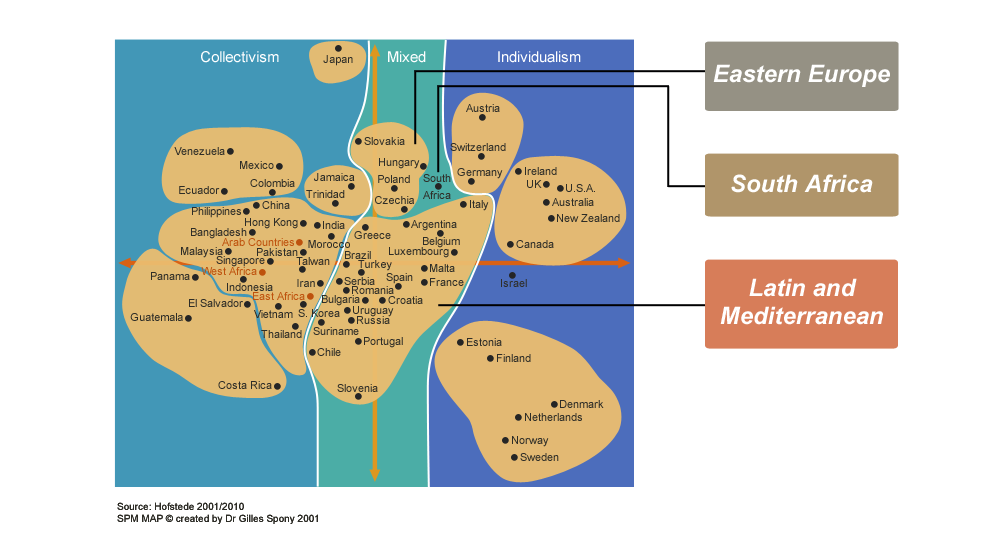 Collectivism
Mixed
Individualism
Japan
Eastern Europe
Austria
Slovakia
Switzerland
Venezuela
Mexico
Hungary
Ireland
Jamaica
Poland
South
Africa
Germany
UK
U.S.A.
South Africa
Ecuador
Colombia
Trinidad
Czechia
Italy
Australia
Philippines
China
New Zealand
Hong Kong
India
Argentina
Bangladesh
Greece
Belgium
Arab Countries
Morocco
Canada
Malaysia
Pakistan
Brazil
Luxembourg
Singapore
Taiwan
Turkey
Malta
West Africa
Panama
Spain
Israel
Indonesia
Iran
Serbia
France
Romania
East Africa
Bulgaria
Croatia
Latin and
Mediterranean
El Salvador
Vietnam
S. Korea
Uruguay
Guatemala
Russia
Thailand
Suriname
Portugal
Estonia
Chile
Finland
Costa Rica
Slovenia
Denmark
Netherlands
Norway
Sweden
Source: Hofstede 2001/2010
SPM MAP © created by Dr Gilles Spony 2001